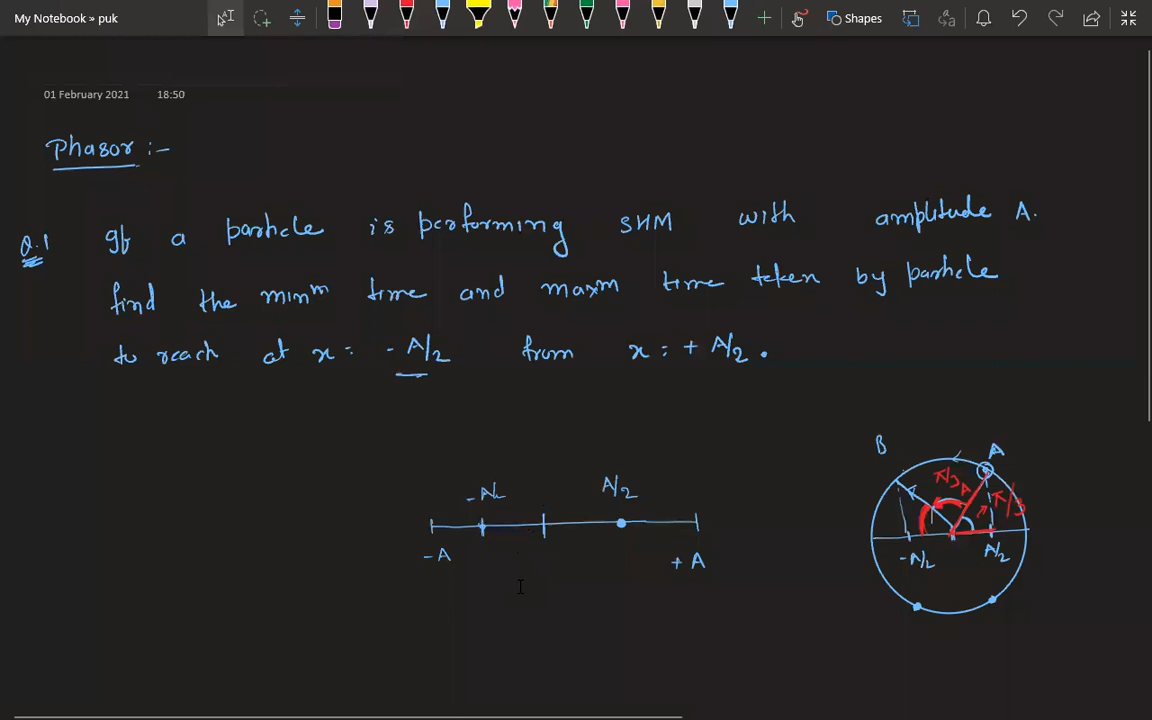 My Notebook » puk
Shapes
01 February 2021 18:50
Phasor :-
Q.1 If a particle is performing SHM with amplitude A.
find the minm time and maxm time taken by particle
to reach at x = - A/2 from x = + A/2 .
- A/2 A/2
- A + A
B A
π/3 A π/3
-A/2 A/2